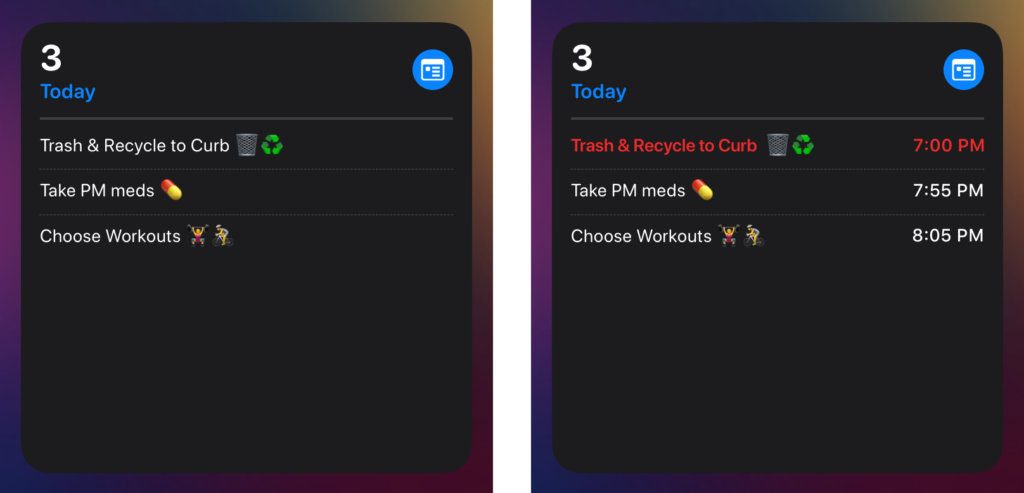 3
Today
Trash & Recycle to Curb 🗑️♻️
Take PM meds 💊
Choose Workouts 🏋️‍♀️🚴
3
Today
Trash & Recycle to Curb 🗑️♻️ 7:00 PM
Take PM meds 💊 7:55 PM
Choose Workouts 🏋️‍♀️🚴 8:05 PM